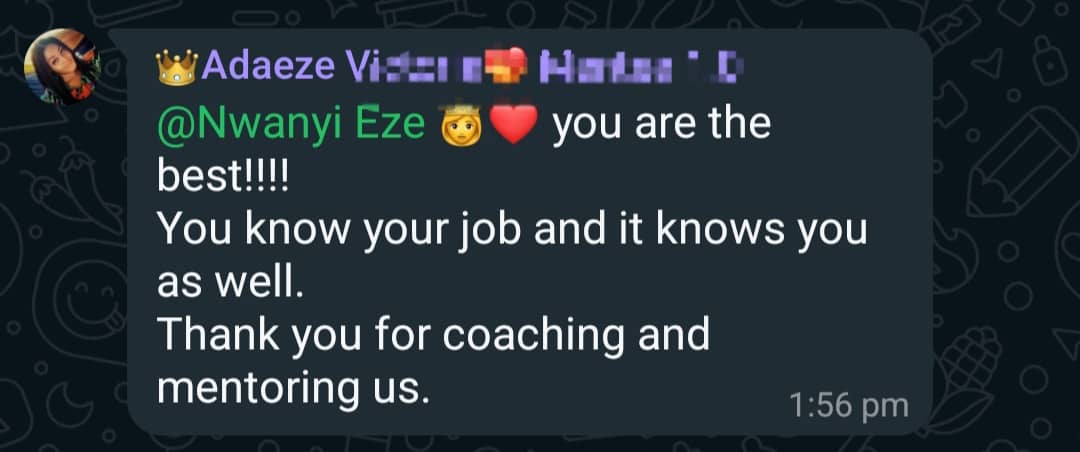 👑Adaeze
@Nwanyi Eze 👸❤️ you are the
best!!!!
You know your job and it knows you
as well.
Thank you for coaching and
mentoring us.
1:56 pm